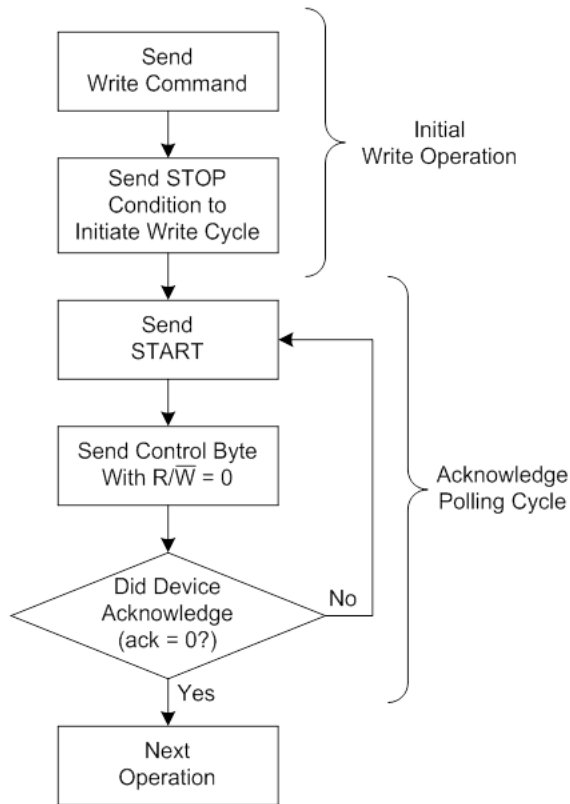 Send
Write Command
Initial
Write Operation
Send STOP
Condition to
Initiate Write Cycle
Send
START
Send Control Byte
With R/W̅ = 0
Acknowledge
Polling Cycle
Did Device
Acknowledge
(ack = 0?)
No
Yes
Next
Operation